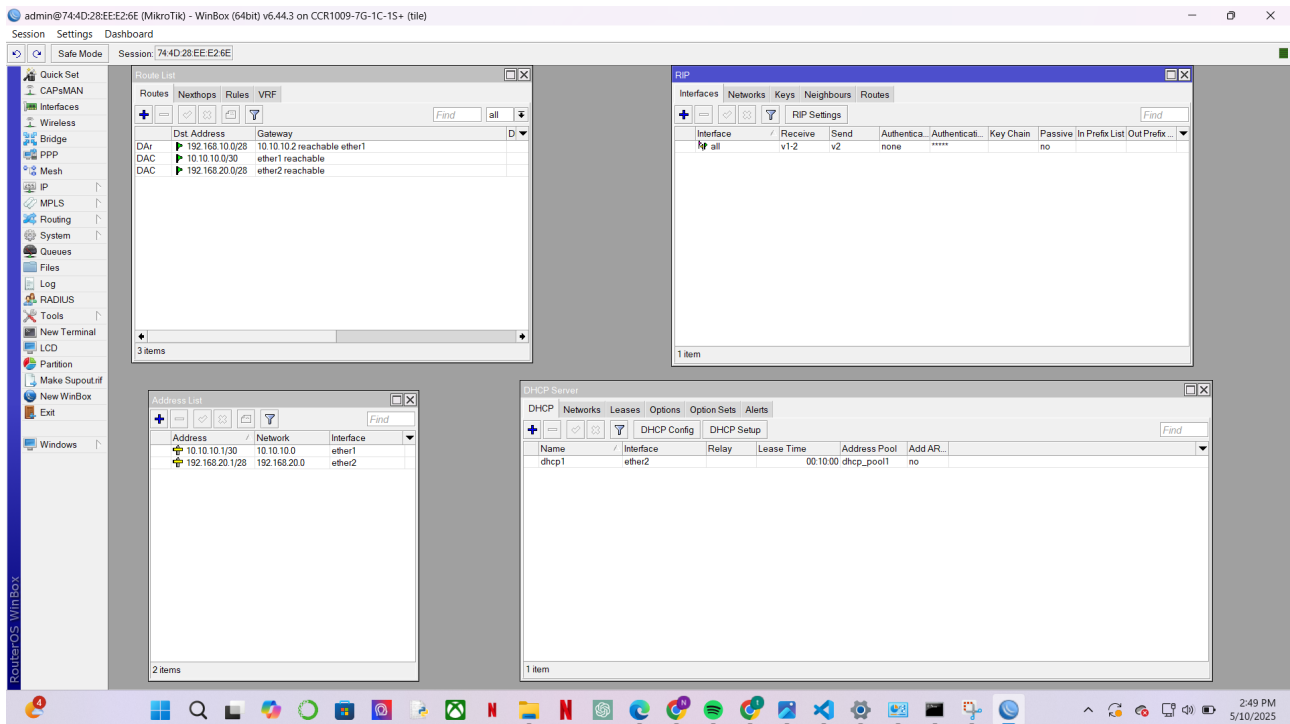 admin@74:4D:28:EE:E2:6E (MikroTik) - WinBox (64bit) v6.44.3 on CCR1009-7G-1C-1S+ (tile)
Session Settings Dashboard
Safe Mode Session: 74:4D:28:EE:E2:6E
Quick Set
CAPsMAN
Interfaces
Wireless
Bridge
PPP
Mesh
IP
MPLS
Routing
System
Queues
Files
Log
RADIUS
Tools
New Terminal
LCD
Partition
Make Supout.rif
New WinBox
Exit
Windows
RouterOS WinBox
Route List
Routes Nexthops Rules VRF
Find all
Dst. Address Gateway D
DAr 192.168.10.0/28 10.10.10.2 reachable ether1
DAC 10.10.10.0/30 ether1 reachable
DAC 192.168.20.0/28 ether2 reachable
3 items
RIP
Interfaces Networks Keys Neighbours Routes
RIP Settings Find
Interface Receive Send Authentica... Authenticati... Key Chain Passive In Prefix List Out Prefix ...
all v1-2 v2 none ***** no
1 item
Address List
Find
Address Network Interface
10.10.10.1/30 10.10.10.0 ether1
192.168.20.1/28 192.168.20.0 ether2
2 items
DHCP Server
DHCP Networks Leases Options Option Sets Alerts
DHCP Config DHCP Setup Find
Name Interface Relay Lease Time Address Pool Add AR...
dhcp1 ether2 00:10:00 dhcp_pool1 no
1 item
4
2:49 PM
5/10/2025